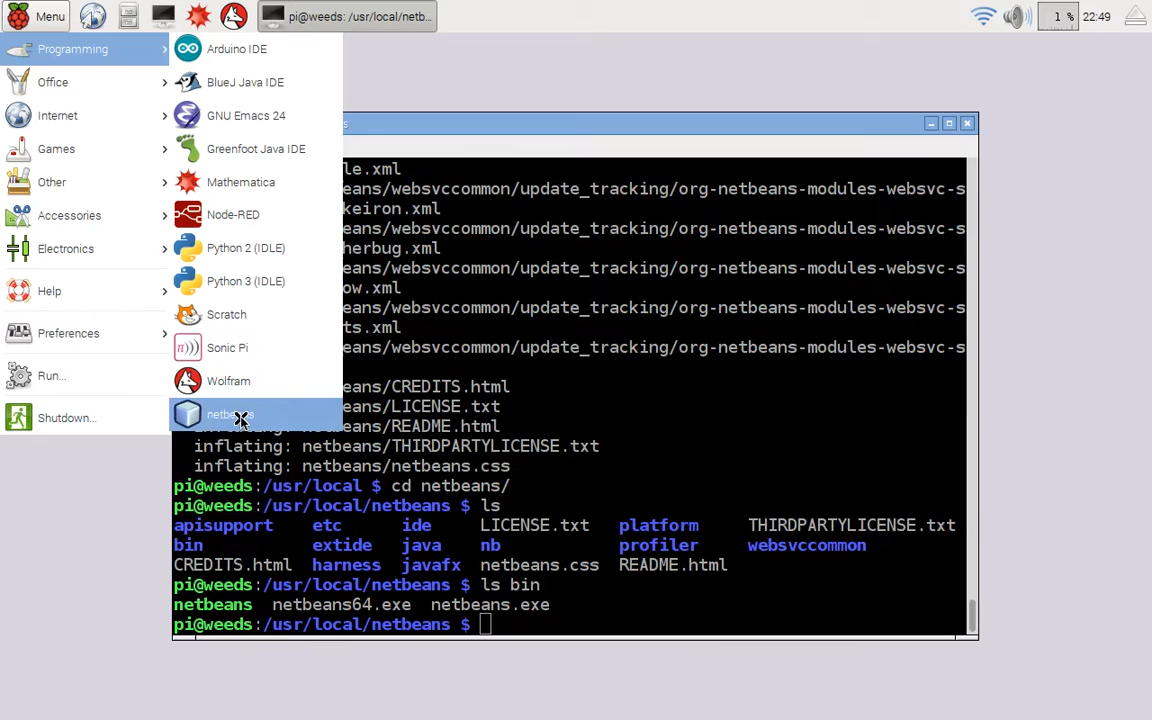 Menu
pi@weeds: /usr/local/netb...
1 %
22:49
Programming
Office
Internet
Games
Other
Accessories
Electronics
Help
Preferences
Run...
Shutdown...
Arduino IDE
BlueJ Java IDE
GNU Emacs 24
Greenfoot Java IDE
Mathematica
Node-RED
Python 2 (IDLE)
Python 3 (IDLE)
Scratch
Sonic Pi
Wolfram
le.xml
eans/websvccommon/update_tracking/org-netbeans-modules-websvc-s
keiron.xml
eans/websvccommon/update_tracking/org-netbeans-modules-websvc-s
herbug.xml
eans/websvccommon/update_tracking/org-netbeans-modules-websvc-s
ow.xml
eans/websvccommon/update_tracking/org-netbeans-modules-websvc-s
ts.xml
eans/websvccommon/update_tracking/org-netbeans-modules-websvc-s
eans/CREDITS.html
eans/LICENSE.txt
netbeans/README.html
inflating: netbeans/THIRDPARTYLICENSE.txt
inflating: netbeans/netbeans.css
pi@weeds:/usr/local $ cd netbeans/
pi@weeds:/usr/local/netbeans $ ls
apisupport etc ide LICENSE.txt platform THIRDPARTYLICENSE.txt
bin extide java nb profiler websvccommon
CREDITS.html harness javafx netbeans.css README.html
pi@weeds:/usr/local/netbeans $ ls bin
netbeans netbeans64.exe netbeans.exe
pi@weeds:/usr/local/netbeans $